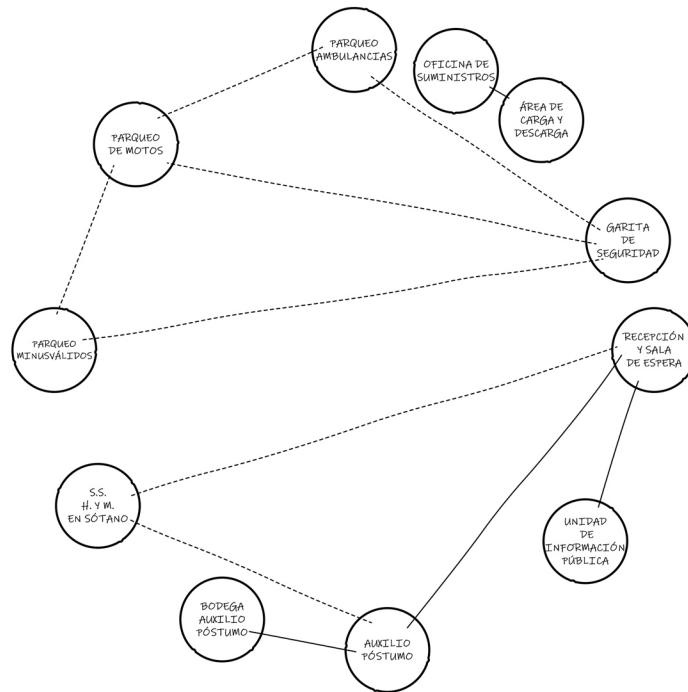 PARQUEO
AMBULANCIAS
OFICINA DE
SUMINISTROS
ÁREA DE
CARGA Y
DESCARGA
PARQUEO
DE MOTOS
GARITA
DE
SEGURIDAD
PARQUEO
MINUSVÁLIDOS
RECEPCIÓN
Y SALA
DE ESPERA
S.S.
H. Y M.
EN SÓTANO
UNIDAD
DE
INFORMACIÓN
PÚBLICA
BODEGA
AUXILIO
PÓSTUMO
AUXILIO
PÓSTUMO